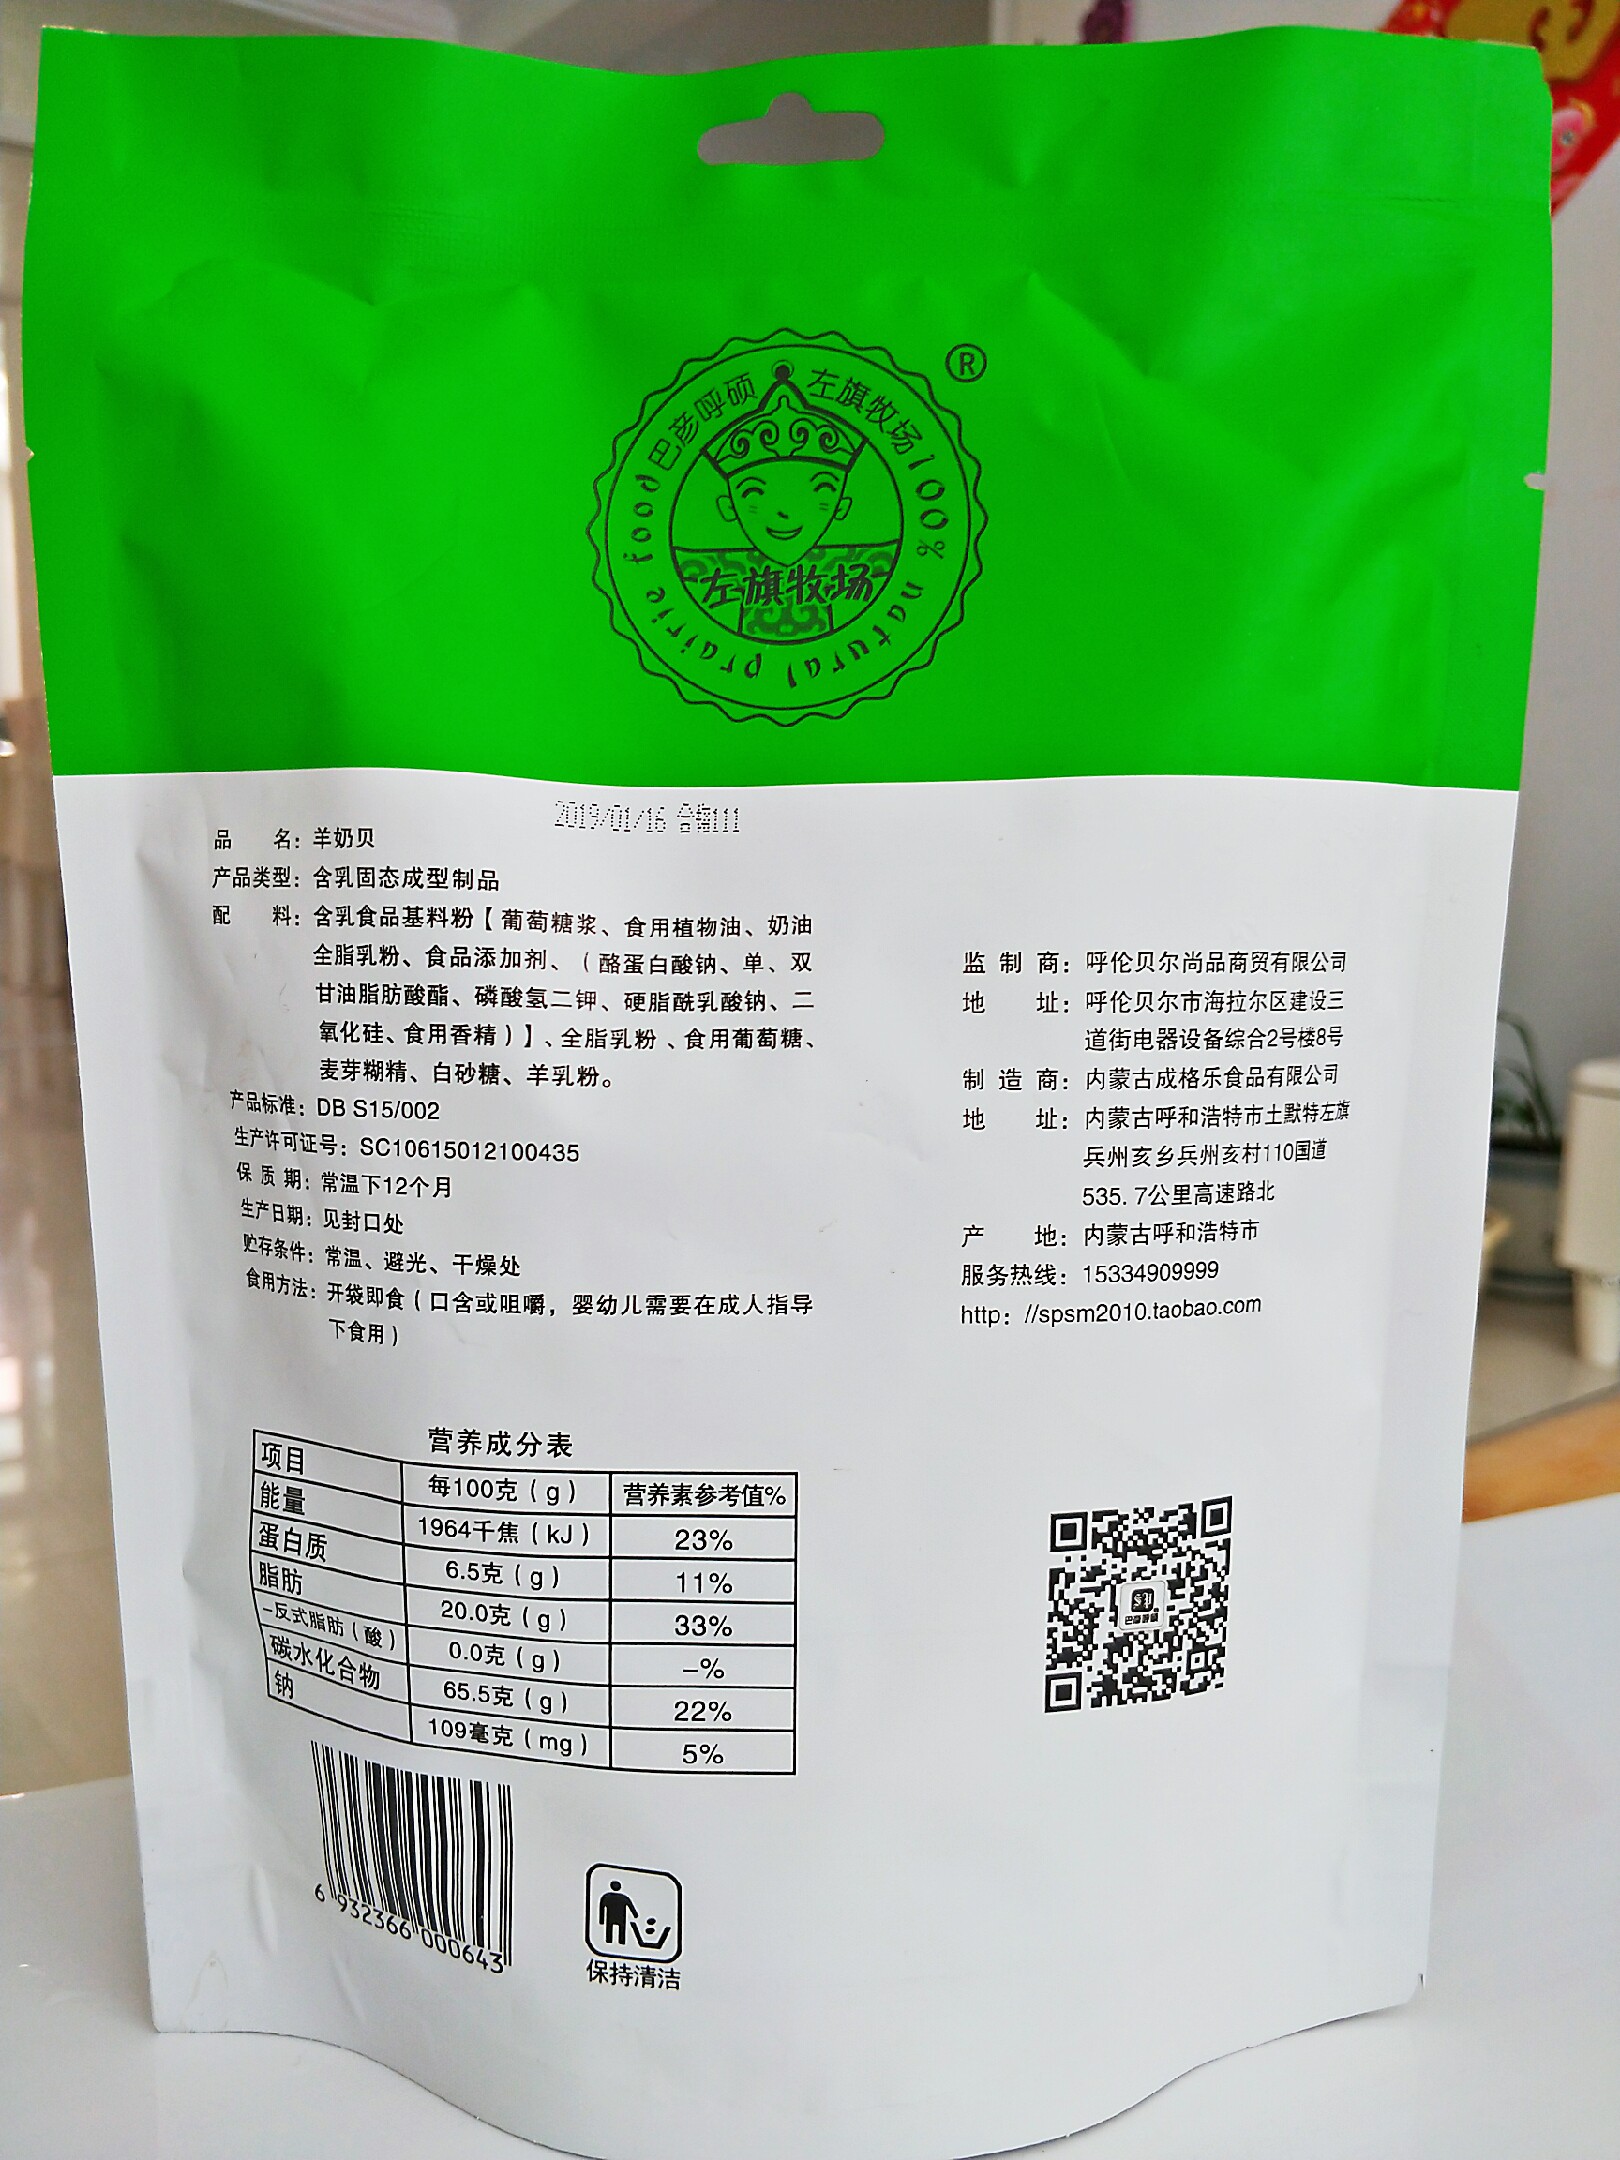 ®
巴彦呼硕 左旗牧场
100% natural prairie food
左旗牧场
2019/01/16 合格111
品 名：羊奶贝
产品类型：含乳固态成型制品
配 料：含乳食品基料粉【葡萄糖浆、食用植物油、奶油
全脂乳粉、食品添加剂、（酪蛋白酸钠、单、双
甘油脂肪酸酯、磷酸氢二钾、硬脂酰乳酸钠、二
氧化硅、食用香精）】、全脂乳粉、食用葡萄糖、
麦芽糊精、白砂糖、羊乳粉。
产品标准：DB S15/002
生产许可证号：SC10615012100435
保 质 期：常温下12个月
生产日期：见封口处
贮存条件：常温、避光、干燥处
食用方法：开袋即食（口含或咀嚼，婴幼儿需要在成人指导
下食用）
监 制 商：呼伦贝尔尚品商贸有限公司
地 址：呼伦贝尔市海拉尔区建设三
道街电器设备综合2号楼8号
制 造 商：内蒙古成格乐食品有限公司
地 址：内蒙古呼和浩特市土默特左旗
兵州亥乡兵州亥村110国道
535.7公里高速路北
产 地：内蒙古呼和浩特市
服务热线：15334909999
http：//spsm2010.taobao.com
营养成分表
项目 每100克（g） 营养素参考值%
能量 1964千焦（kJ） 23%
蛋白质 6.5克（g） 11%
脂肪 20.0克（g） 33%
-反式脂肪（酸） 0.0克（g） -%
碳水化合物 65.5克（g） 22%
钠 109毫克（mg） 5%
巴彦呼硕
6 932366 000643
保持清洁